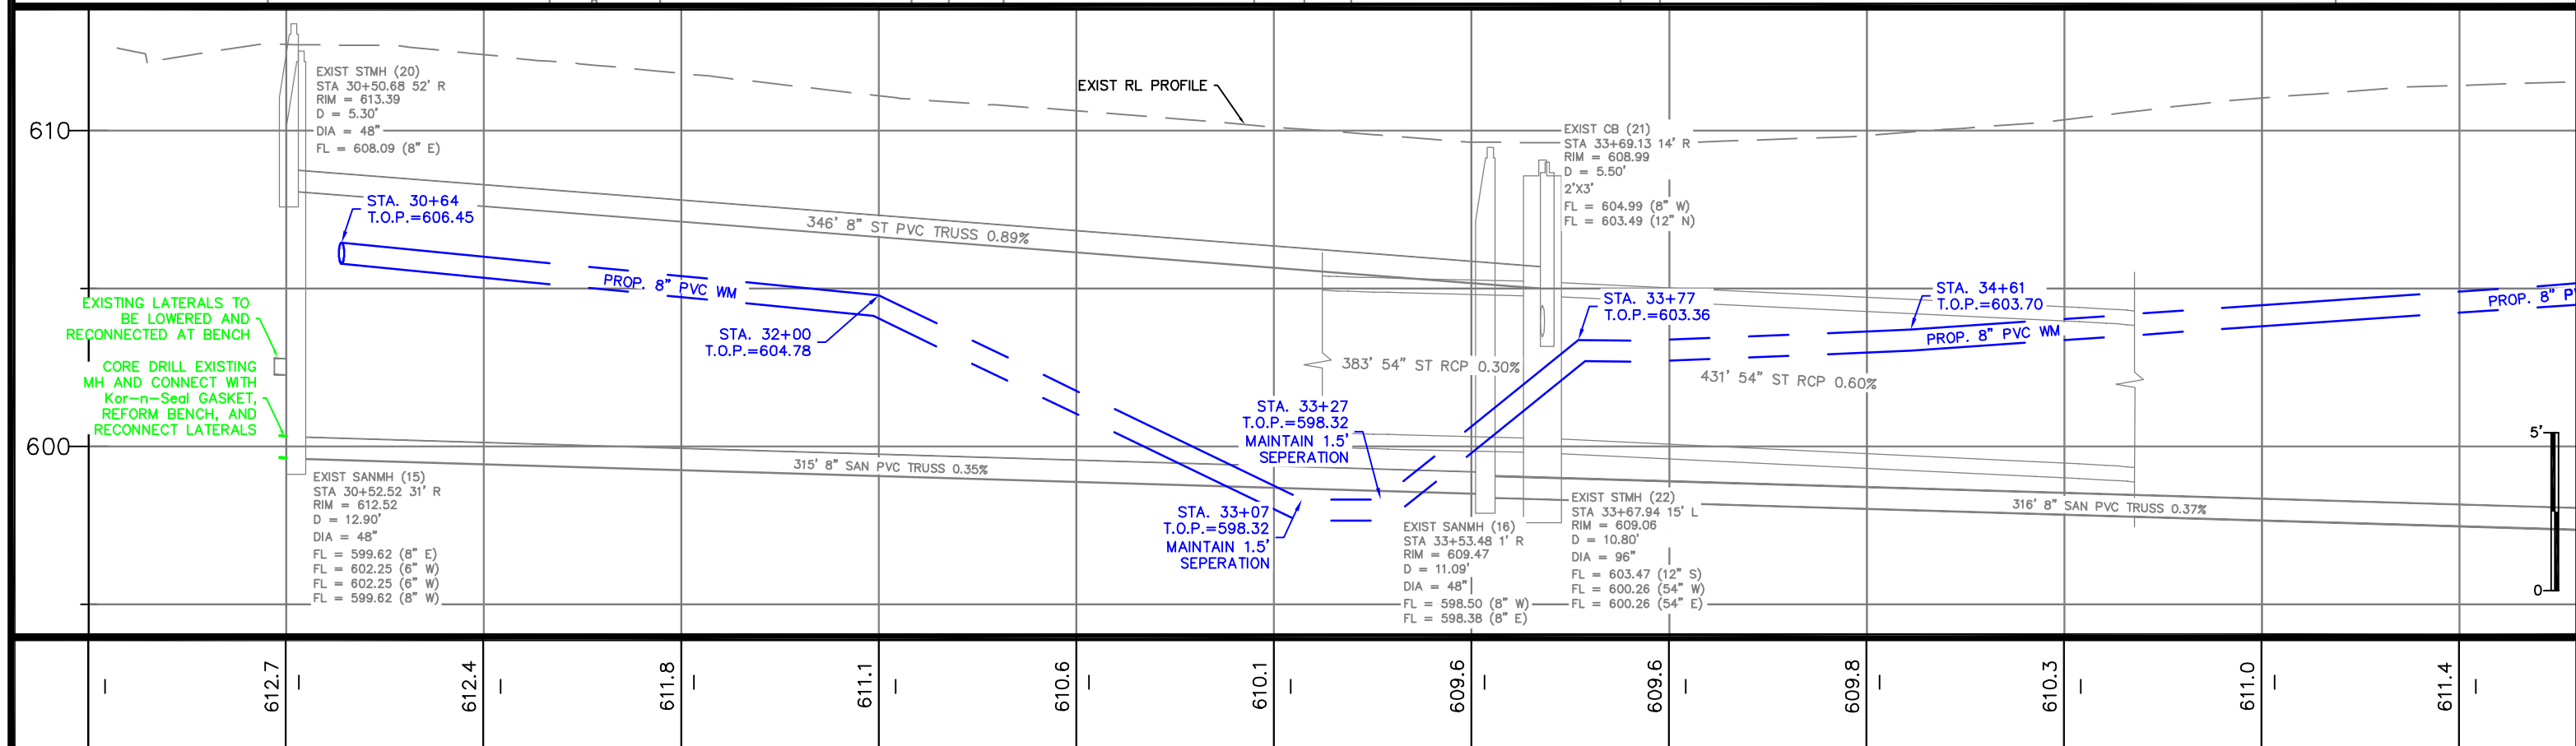 EXIST STMH (20)
STA 30+50.68 52' R
RIM = 613.39
D = 5.30'
DIA = 48"
FL = 608.09 (8" E)
EXIST RL PROFILE
610
EXIST CB (21)
STA 33+69.13 14' R
RIM = 608.99
D = 5.50'
2'X3'
FL = 604.99 (8" W)
FL = 603.49 (12" N)
STA. 30+64
T.O.P.=606.45
346' 8" ST PVC TRUSS 0.89%
PROP. 8" PVC WM
STA. 32+00
T.O.P.=604.78
STA. 33+77
T.O.P.=603.36
STA. 34+61
T.O.P.=603.70
PROP. 8" PVC WM
PROP. 8" P
EXISTING LATERALS TO
BE LOWERED AND
RECONNECTED AT BENCH
CORE DRILL EXISTING
MH AND CONNECT WITH
Kor-n-Seal GASKET,
REFORM BENCH, AND
RECONNECT LATERALS
383' 54" ST RCP 0.30%
431' 54" ST RCP 0.60%
STA. 33+27
T.O.P.=598.32
MAINTAIN 1.5'
SEPERATION
600
5'
0
315' 8" SAN PVC TRUSS 0.35%
316' 8" SAN PVC TRUSS 0.37%
EXIST SANMH (15)
STA 30+52.52 31' R
RIM = 612.52
D = 12.90'
DIA = 48"
FL = 599.62 (8" E)
FL = 602.25 (6" W)
FL = 602.25 (6" W)
FL = 599.62 (8" W)
STA. 33+07
T.O.P.=598.32
MAINTAIN 1.5'
SEPERATION
EXIST SANMH (16)
STA 33+53.48 1' R
RIM = 609.47
D = 11.09'
DIA = 48"
FL = 598.50 (8" W)
FL = 598.38 (8" E)
EXIST STMH (22)
STA 33+67.94 15' L
RIM = 609.06
D = 10.80'
DIA = 96"
FL = 603.47 (12" S)
FL = 600.26 (54" W)
FL = 600.26 (54" E)
–
612.7 –
612.4 –
611.8 –
611.1 –
610.6 –
610.1 –
609.6 –
609.6 –
609.8 –
610.3 –
611.0 –
611.4 –